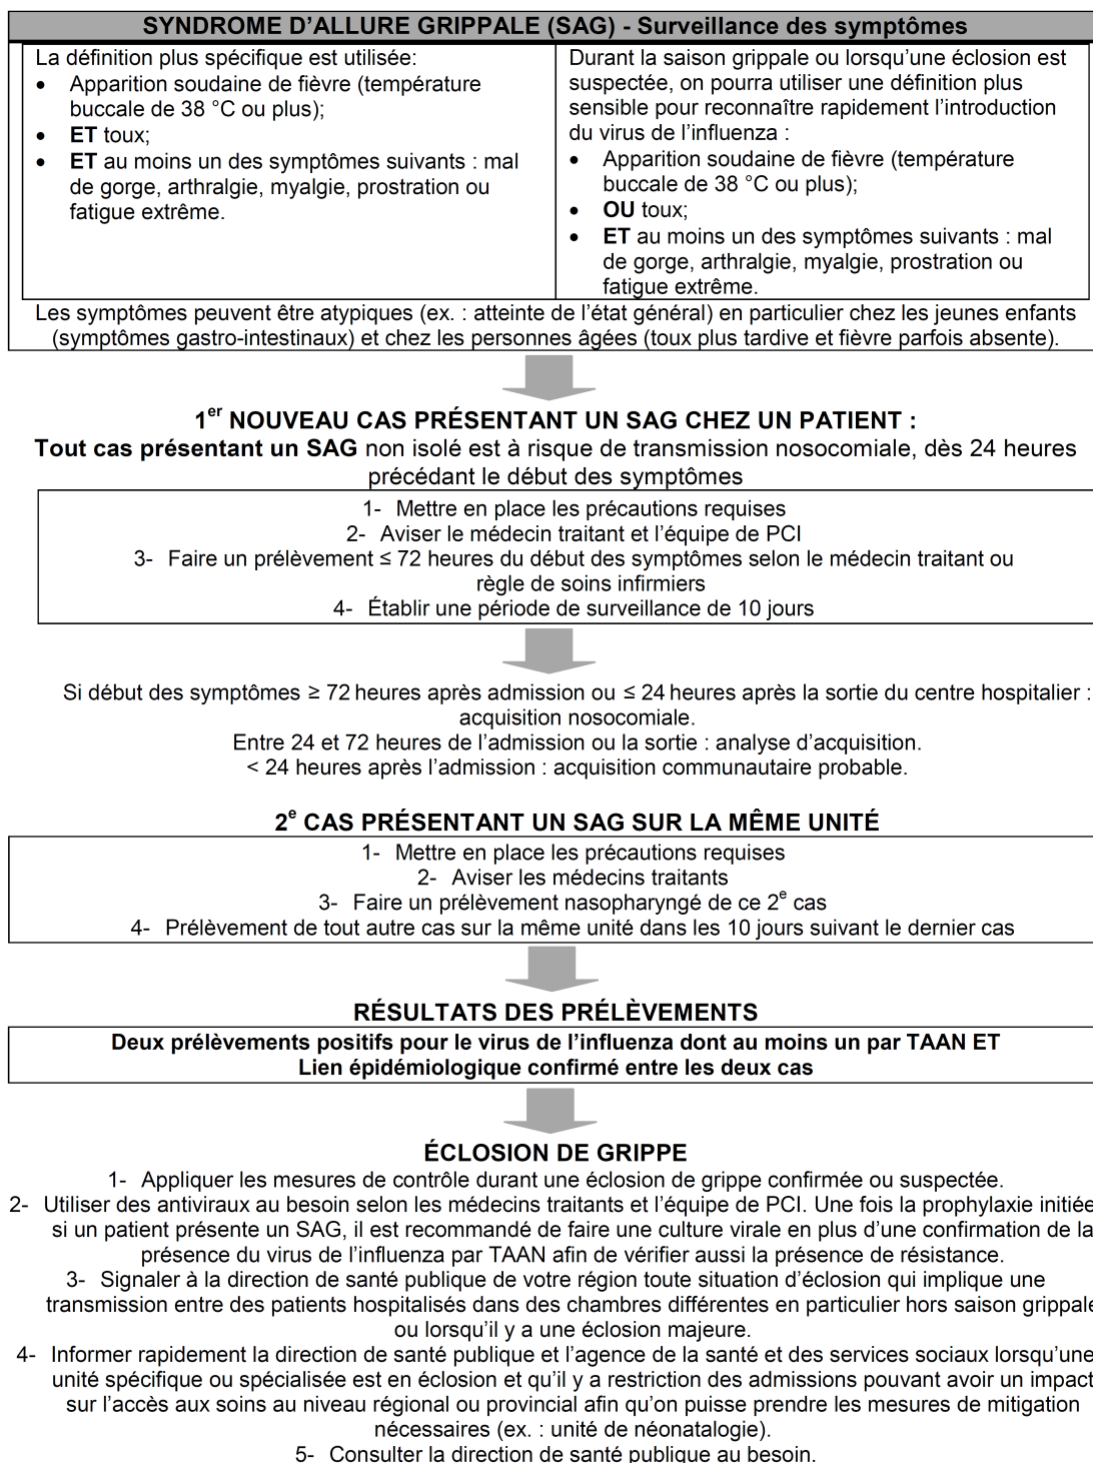 SYNDROME D’ALLURE GRIPPALE (SAG) - Surveillance des symptômes
La définition plus spécifique est utilisée:
• Apparition soudaine de fièvre (température
buccale de 38 °C ou plus);
• ET toux;
• ET au moins un des symptômes suivants : mal
de gorge, arthralgie, myalgie, prostration ou
fatigue extrême.
Durant la saison grippale ou lorsqu’une éclosion est
suspectée, on pourra utiliser une définition plus
sensible pour reconnaître rapidement l’introduction
du virus de l’influenza :
• Apparition soudaine de fièvre (température
buccale de 38 °C ou plus);
• OU toux;
• ET au moins un des symptômes suivants : mal
de gorge, arthralgie, myalgie, prostration ou
fatigue extrême.
Les symptômes peuvent être atypiques (ex. : atteinte de l’état général) en particulier chez les jeunes enfants
(symptômes gastro-intestinaux) et chez les personnes âgées (toux plus tardive et fièvre parfois absente).
1er NOUVEAU CAS PRÉSENTANT UN SAG CHEZ UN PATIENT :
Tout cas présentant un SAG non isolé est à risque de transmission nosocomiale, dès 24 heures
précédant le début des symptômes
1- Mettre en place les précautions requises
2- Aviser le médecin traitant et l’équipe de PCI
3- Faire un prélèvement ≤ 72 heures du début des symptômes selon le médecin traitant ou
règle de soins infirmiers
4- Établir une période de surveillance de 10 jours
Si début des symptômes ≥ 72 heures après admission ou ≤ 24 heures après la sortie du centre hospitalier :
acquisition nosocomiale.
Entre 24 et 72 heures de l’admission ou la sortie : analyse d’acquisition.
< 24 heures après l’admission : acquisition communautaire probable.
2e CAS PRÉSENTANT UN SAG SUR LA MÊME UNITÉ
1- Mettre en place les précautions requises
2- Aviser les médecins traitants
3- Faire un prélèvement nasopharyngé de ce 2e cas
4- Prélèvement de tout autre cas sur la même unité dans les 10 jours suivant le dernier cas
RÉSULTATS DES PRÉLÈVEMENTS
Deux prélèvements positifs pour le virus de l’influenza dont au moins un par TAAN ET
Lien épidémiologique confirmé entre les deux cas
ÉCLOSION DE GRIPPE
1- Appliquer les mesures de contrôle durant une éclosion de grippe confirmée ou suspectée.
2- Utiliser des antiviraux au besoin selon les médecins traitants et l’équipe de PCI. Une fois la prophylaxie initiée
si un patient présente un SAG, il est recommandé de faire une culture virale en plus d’une confirmation de la
présence du virus de l’influenza par TAAN afin de vérifier aussi la présence de résistance.
3- Signaler à la direction de santé publique de votre région toute situation d’éclosion qui implique une
transmission entre des patients hospitalisés dans des chambres différentes en particulier hors saison grippale
ou lorsqu’il y a une éclosion majeure.
4- Informer rapidement la direction de santé publique et l’agence de la santé et des services sociaux lorsqu’une
unité spécifique ou spécialisée est en éclosion et qu’il y a restriction des admissions pouvant avoir un impact
sur l’accès aux soins au niveau régional ou provincial afin qu’on puisse prendre les mesures de mitigation
nécessaires (ex. : unité de néonatalogie).
5- Consulter la direction de santé publique au besoin.